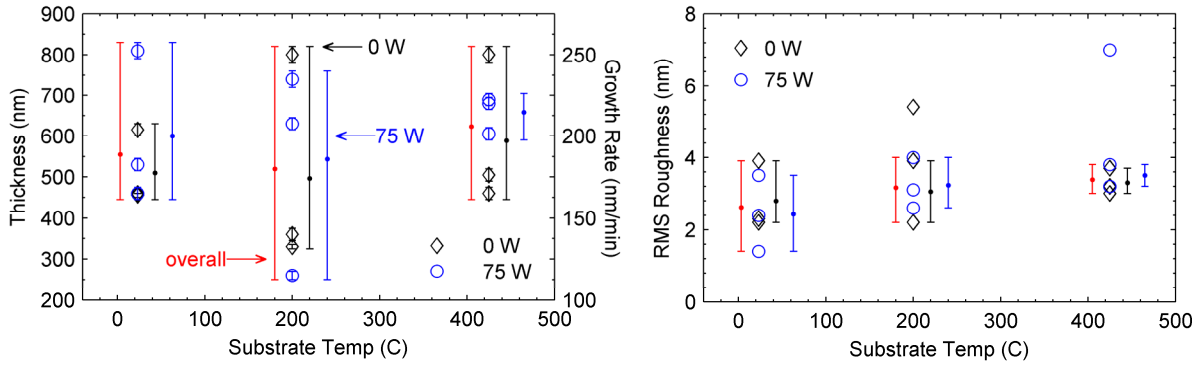 Thickness (nm)
900
800
700
600
500
400
300
200
0 W
75 W
overall
0 W
75 W
250
200
150
100
Growth Rate (nm/min)
0
100
200
300
400
500
Substrate Temp (C)
RMS Roughness (nm)
8
6
4
2
0
0 W
75 W
0
100
200
300
400
500
Substrate Temp (C)